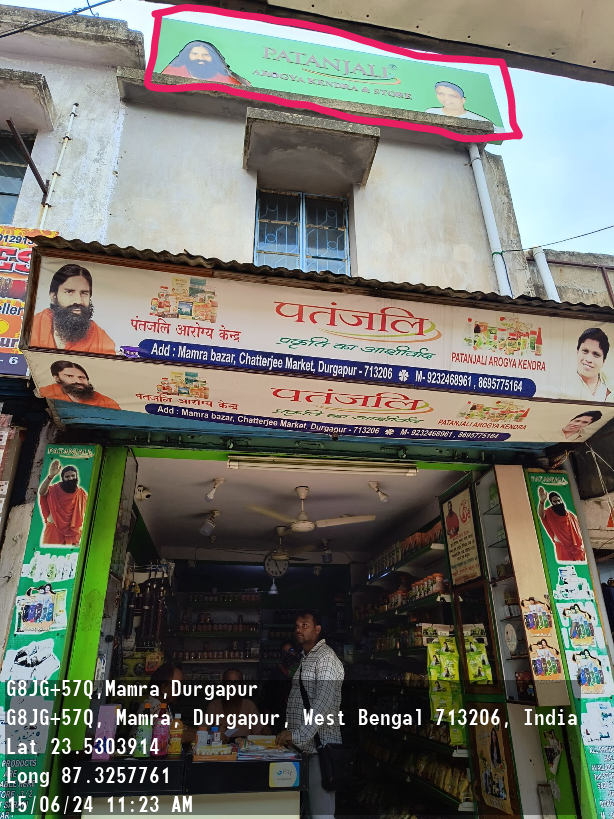 PATANJALI
AROGYA KENDRA & STORE
पतंजलि आरोग्य केन्द्र
पतंजलि
प्रकृति का आशीर्वाद
PATANJALI AROGYA KENDRA
Add : Mamra bazar, Chatterjee Market, Durgapur - 713206 M- 9232468961 , 8695775164
पतंजलि आरोग्य केन्द्र
पतंजलि
प्रकृति का आशीर्वाद
PATANJALI AROGYA KENDRA
Add : Mamra bazar, Chatterjee Market, Durgapur - 713206 M- 9232468961 , 8695775164
G8JG+57Q,Mamra,Durgapur
G8JG+57Q, Mamra, Durgapur, West Bengal 713206, India
Lat 23.5303914
Long 87.3257761
15/06/24 11:23 AM
PRODUCTS